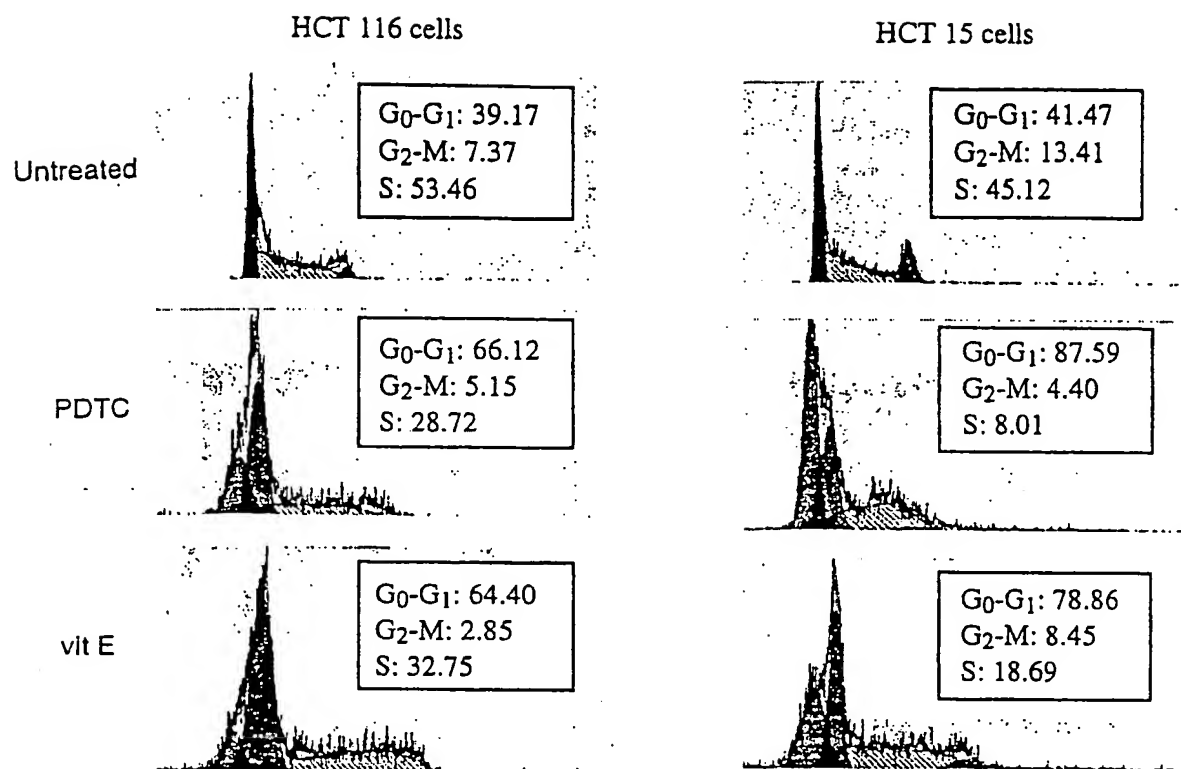 HCT 116 cells
HCT 15 cells
Untreated
G0-G1: 39.17
G2-M: 7.37
S: 53.46
G0-G1: 41.47
G2-M: 13.41
S: 45.12
PDTC
G0-G1: 66.12
G2-M: 5.15
S: 28.72
G0-G1: 87.59
G2-M: 4.40
S: 8.01
vit E
G0-G1: 64.40
G2-M: 2.85
S: 32.75
G0-G1: 78.86
G2-M: 8.45
S: 18.69